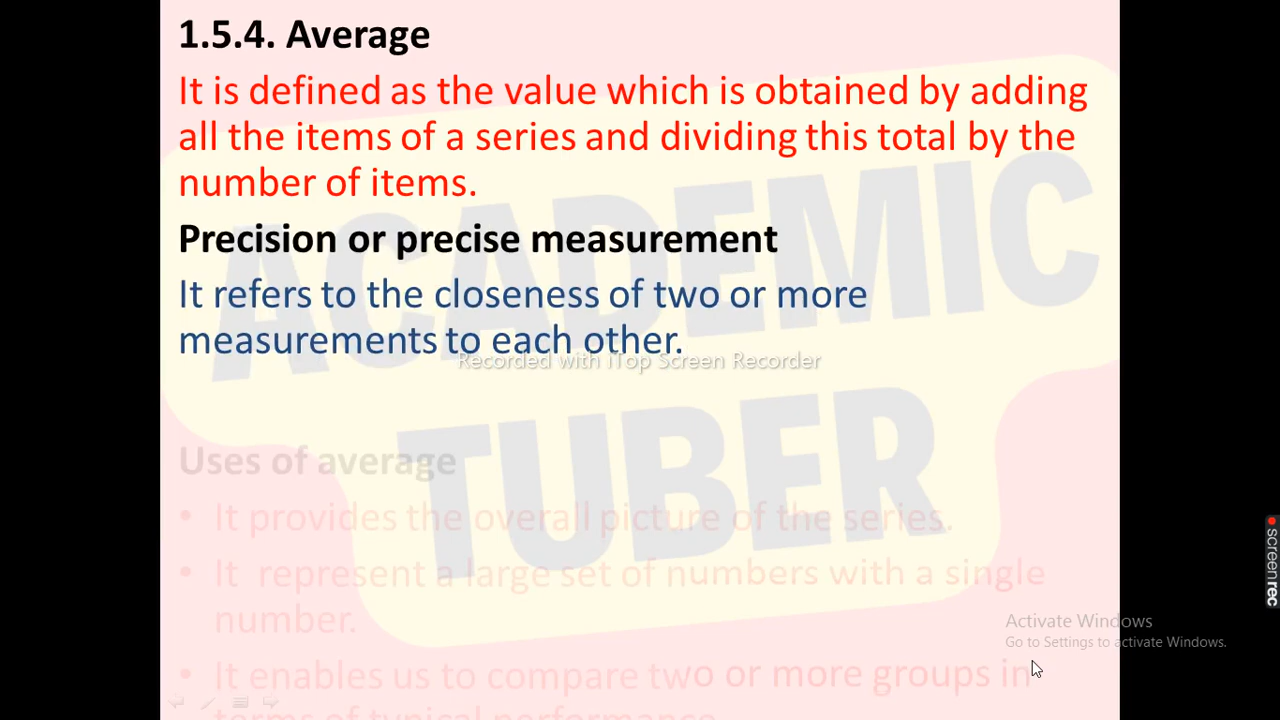 1.5.4. Average
It is defined as the value which is obtained by adding
all the items of a series and dividing this total by the
number of items.
Precision or precise measurement
It refers to the closeness of two or more
measurements to each other.
Recorded with iTop Screen Recorder
ACADEMIC
TUBER
Uses of average
• It provides the overall picture of the series.
• It represent a large set of numbers with a single
number.
• It enables us to compare two or more groups in
terms of typical performance
Activate Windows
Go to Settings to activate Windows.
screenrec